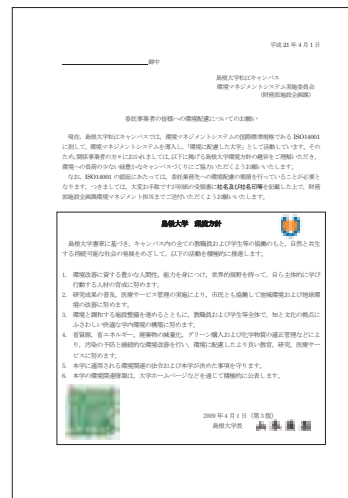 平成 21 年 4 月 1 日
御中
島根大学松江キャンパス
環境マネジメントシステム実施委員会
(財務部施設企画課)
委託事業者の皆様への環境配慮についてのお願い
現在、島根大学松江キャンパスでは、環境マネジメントシステムの国際標準規格である ISO14001
に則して、環境マネジメントシステムを導入し、「環境に配慮した大学」として活動しています。その
ため、関係事業者の方々におかれましては、以下に掲げる島根大学環境方針の趣旨をご理解いただき、
環境への負荷の少ない緑豊かなキャンパスづくりにご協力いただくようお願いいたします。
なお、ISO14001 の認証にあたっては、委託業務先への環境配慮の要請を行っていることが必要と
なります。つきましては、大変お手数ですが別紙の受領書に社名及び社名印等を記載した上で、財務
部施設企画課環境マネジメント担当までご送付いただくようお願いいたします。
島根大学 環境方針
島根大学憲章に基づき、キャンパス内の全ての教職員および学生等の協働のもと、自然と共生
する持続可能な社会の発展をめざして、以下の活動を積極的に推進します。
1. 環境改善に資する豊かな人間性、能力を身につけ、世界的視野を持って、自ら主体的に学び
行動する人材の育成に努めます。
2. 研究成果の普及、医療サービス管理の実施により、市民とも協働して地域環境および地球環
境の改善に努めます。
3. 環境と調和する施設整備を進めるとともに、教職員および学生等全体で、知と文化の拠点に
ふさわしい快適な学内環境の構築に努めます。
4. 省資源、省エネルギー、廃棄物の減量化、グリーン購入および化学物質の適正管理などによ
り、汚染の予防と継続的な環境改善を行い、環境に配慮したより良い教育、研究、医療サー
ビスに努めます。
5. 本学に適用される環境関連の法令および本学が決めた事項を守ります。
6. 本学の環境関連情報は、大学ホームページなどを通じて積極的に公表します。
2009 年 4 月 1 日(第 3 版)
島根大学長